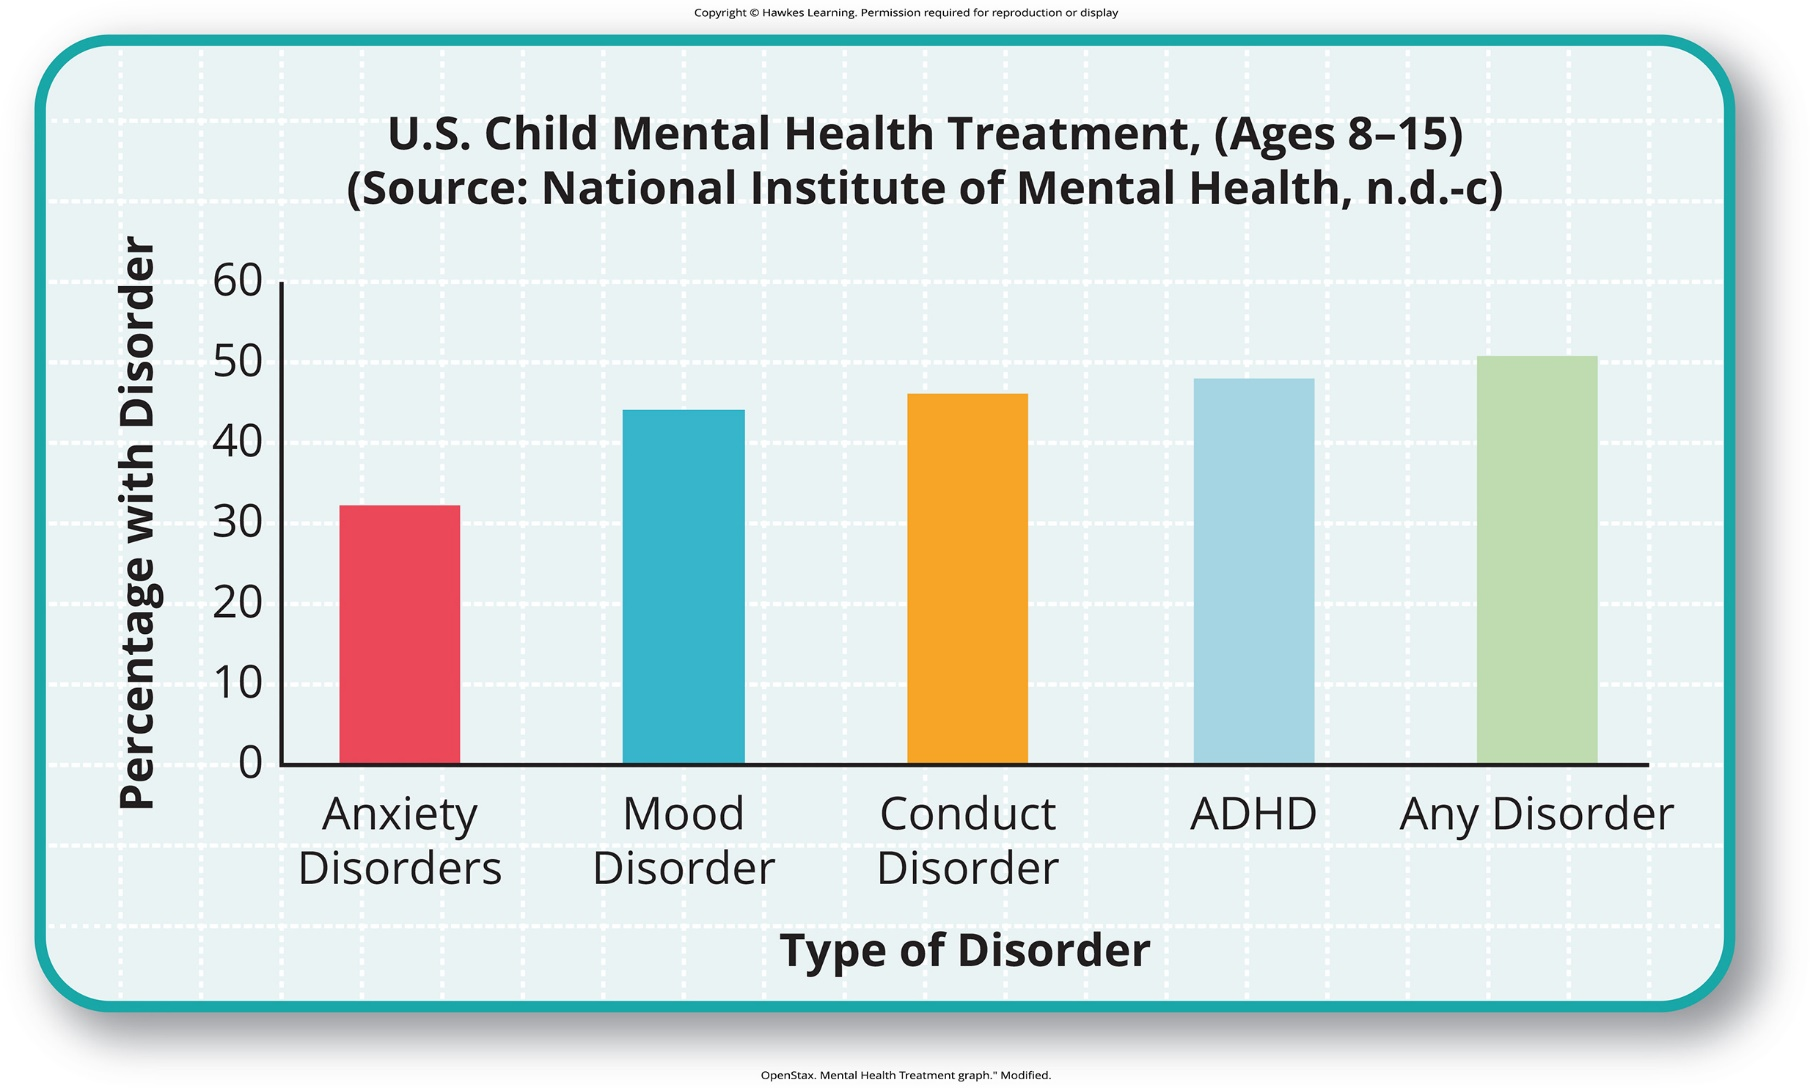 Copyright © Hawkes Learning. Permission required for reproduction or display
U.S. Child Mental Health Treatment, (Ages 8–15)
(Source: National Institute of Mental Health, n.d.-c)
Percentage with Disorder
60
50
40
30
20
10
0
Anxiety
Disorders
Mood
Disorder
Conduct
Disorder
ADHD
Any Disorder
Type of Disorder
OpenStax. Mental Health Treatment graph." Modified.